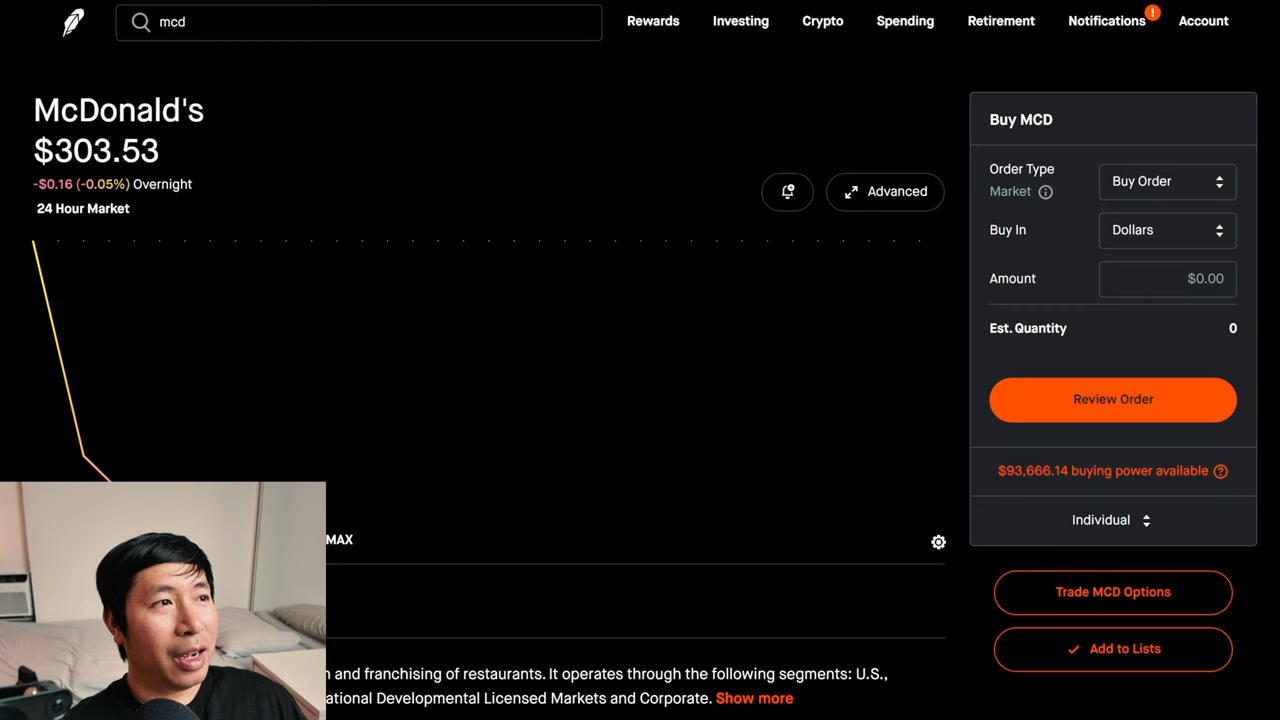 mcd
Rewards
Investing
Crypto
Spending
Retirement
Notifications
!
Account
McDonald's
$303.53
-$0.16 (-0.05%) Overnight
24 Hour Market
Advanced
Buy MCD
Order Type
Market
Buy Order
Buy In
Dollars
Amount
$0.00
Est. Quantity
0
Review Order
$93,666.14 buying power available
Individual
MAX
Trade MCD Options
Add to Lists
and franchising of restaurants. It operates through the following segments: U.S.,
Developmental Licensed Markets and Corporate. Show more